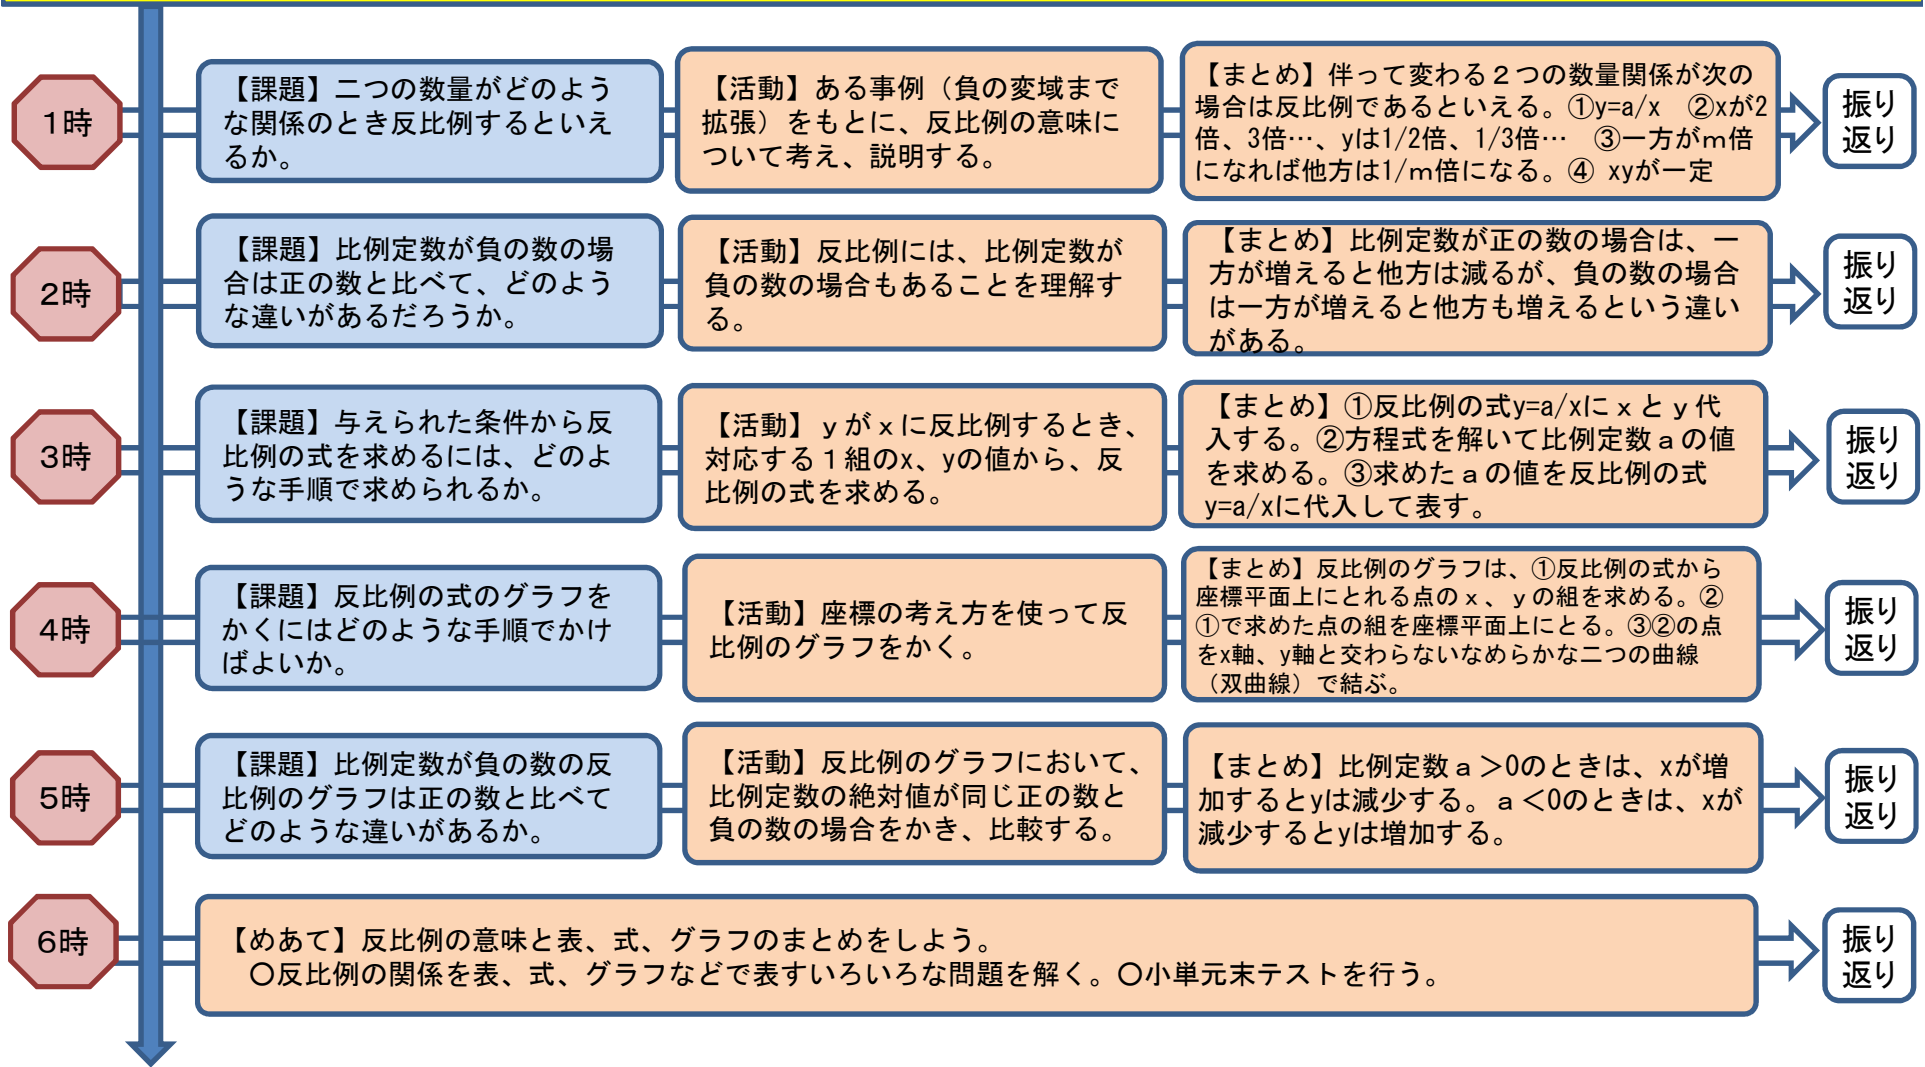 1時
【課題】二つの数量がどのよう
な関係のとき反比例するといえ
るか。
【活動】ある事例（負の変域まで
拡張）をもとに、反比例の意味に
ついて考え、説明する。
【まとめ】伴って変わる２つの数量関係が次の
場合は反比例であるといえる。①y=a/x　②xが2
倍、3倍…、yは1/2倍、1/3倍…　③一方がｍ倍
になれば他方は1/ｍ倍になる。④ xyが一定
振り
返り
2時
【課題】比例定数が負の数の場
合は正の数と比べて、どのよう
な違いがあるだろうか。
【活動】反比例には、比例定数が
負の数の場合もあることを理解す
る。
【まとめ】比例定数が正の数の場合は、一
方が増えると他方は減るが、負の数の場合
は一方が増えると他方も増えるという違い
がある。
振り
返り
3時
【課題】与えられた条件から反
比例の式を求めるには、どのよ
うな手順で求められるか。
【活動】ｙがｘに反比例するとき、
対応する１組のx、yの値から、反
比例の式を求める。
【まとめ】①反比例の式y=a/xにｘとｙ代
入する。②方程式を解いて比例定数ａの値
を求める。③求めたａの値を反比例の式
y=a/xに代入して表す。
振り
返り
4時
【課題】反比例の式のグラフを
かくにはどのような手順でかけ
ばよいか。
【活動】座標の考え方を使って反
比例のグラフをかく。
【まとめ】反比例のグラフは、①反比例の式から
座標平面上にとれる点のｘ、ｙの組を求める。②
①で求めた点の組を座標平面上にとる。③②の点
をx軸、y軸と交わらないなめらかな二つの曲線
（双曲線）で結ぶ。
振り
返り
5時
【課題】比例定数が負の数の反
比例のグラフは正の数と比べて
どのような違いがあるか。
【活動】反比例のグラフにおいて、
比例定数の絶対値が同じ正の数と
負の数の場合をかき、比較する。
【まとめ】比例定数ａ＞0のときは、xが増
加するとyは減少する。ａ＜0のときは、xが
減少するとyは増加する。
振り
返り
6時
【めあて】反比例の意味と表、式、グラフのまとめをしよう。
〇反比例の関係を表、式、グラフなどで表すいろいろな問題を解く。〇小単元末テストを行う。
振り
返り